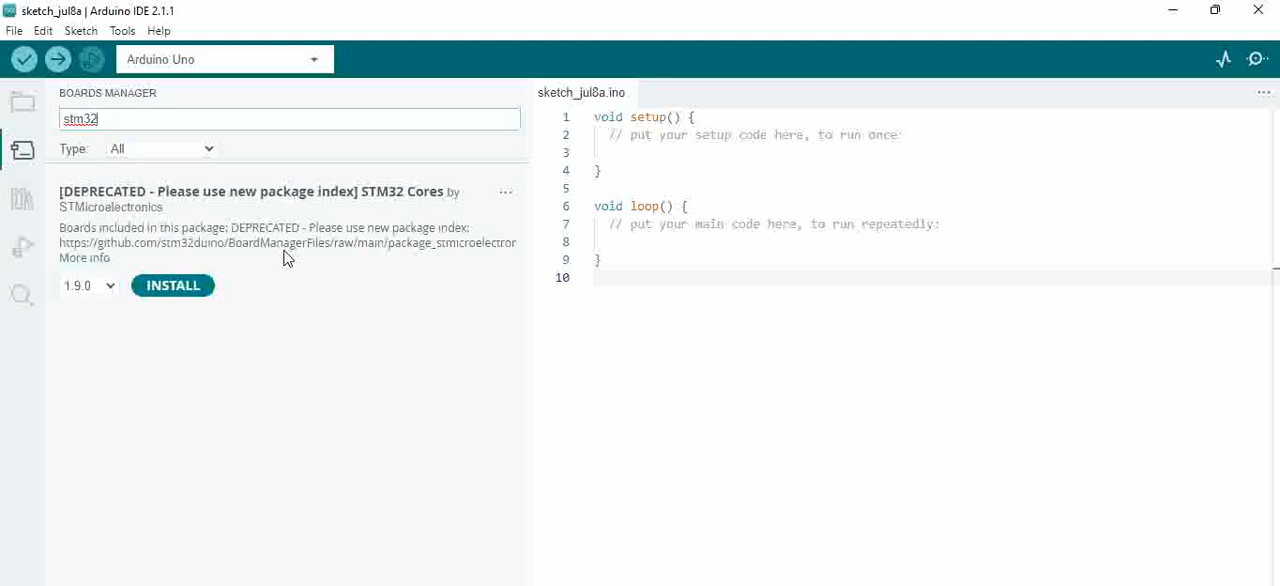 sketch_jul8a | Arduino IDE 2.1.1
File Edit Sketch Tools Help
Arduino Uno
BOARDS MANAGER
stm32
Type: All
[DEPRECATED - Please use new package index] STM32 Cores by
STMicroelectronics
Boards included in this package: DEPRECATED - Please use new package index:
https://github.com/stm32duino/BoardManagerFiles/raw/main/package_stmicroelectror
More info
1.9.0 INSTALL
sketch_jul8a.ino
1 void setup() {
2 // put your setup code here, to run once:
3
4 }
5
6 void loop() {
7 // put your main code here, to run repeatedly:
8
9 }
10